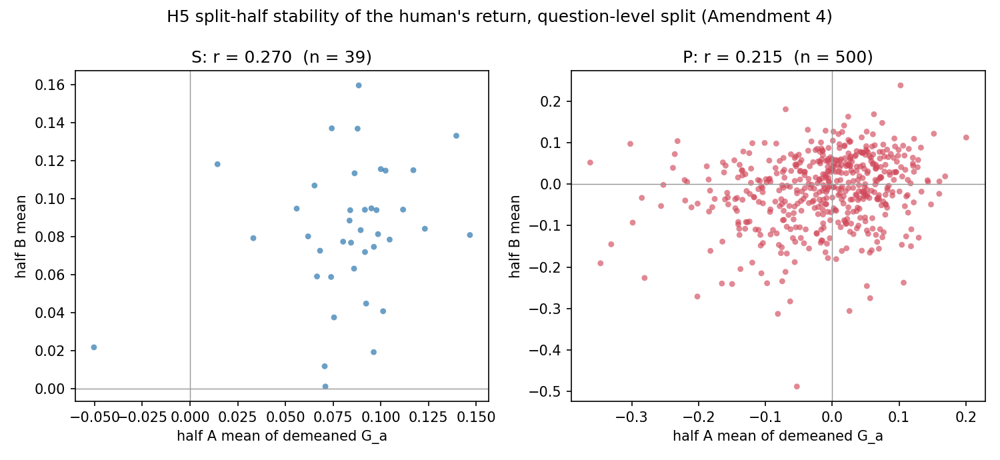 H5 split-half stability of the human's return, question-level split (Amendment 4)
S: r = 0.270 (n = 39)
0.16
0.14
0.12
0.10
0.08
0.06
0.04
0.02
0.00
half B mean
−0.050 −0.025 0.000 0.025 0.050 0.075 0.100 0.125 0.150
half A mean of demeaned G_a
P: r = 0.215 (n = 500)
0.2
0.1
0.0
−0.1
−0.2
−0.3
−0.4
−0.5
half B mean
−0.3 −0.2 −0.1 0.0 0.1 0.2
half A mean of demeaned G_a